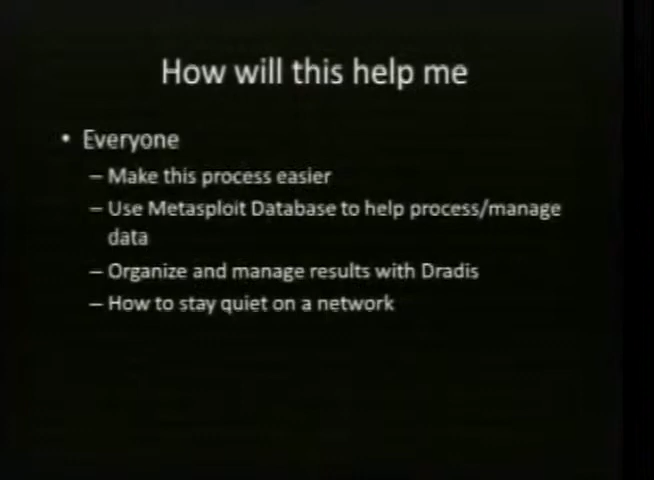 How will this help me
• Everyone
– Make this process easier
– Use Metasploit Database to help process/manage
data
– Organize and manage results with Dradis
– How to stay quiet on a network